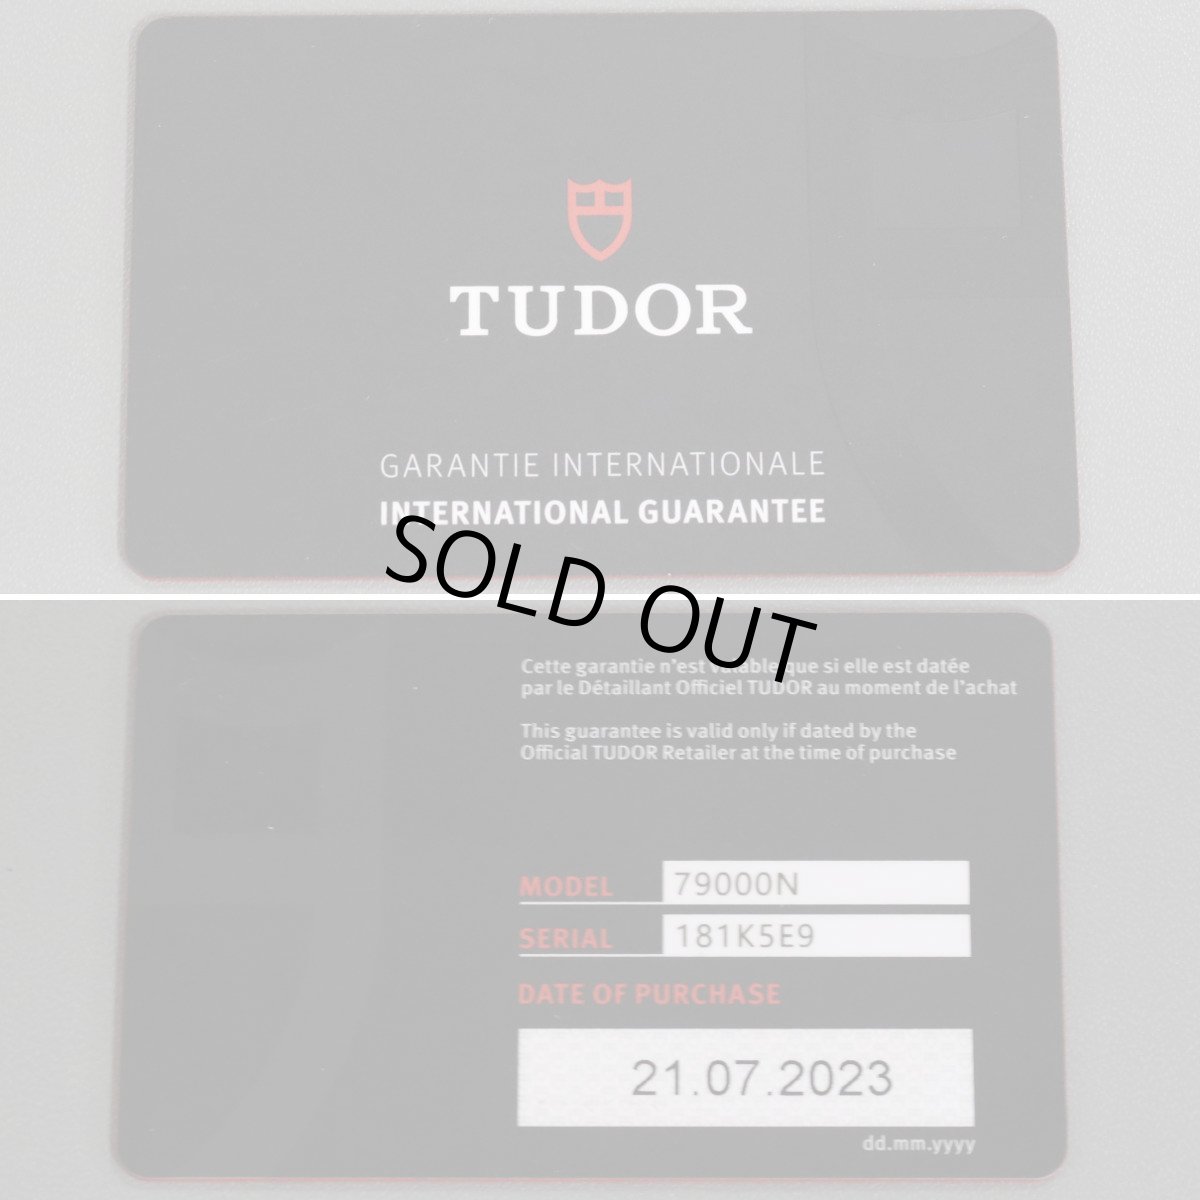 TUDOR
GARANTIE INTERNATIONALE
INTERNATIONAL GUARANTEE
SOLD OUT
Cette garantie n'est valable que si elle est datée
par le Détaillant Officiel TUDOR au moment de l'achat
This guarantee is valid only if dated by the
Official TUDOR Retailer at the time of purchase
MODEL 79000N
SERIAL 181K5E9
DATE OF PURCHASE
21.07.2023
dd.mm.yyyy